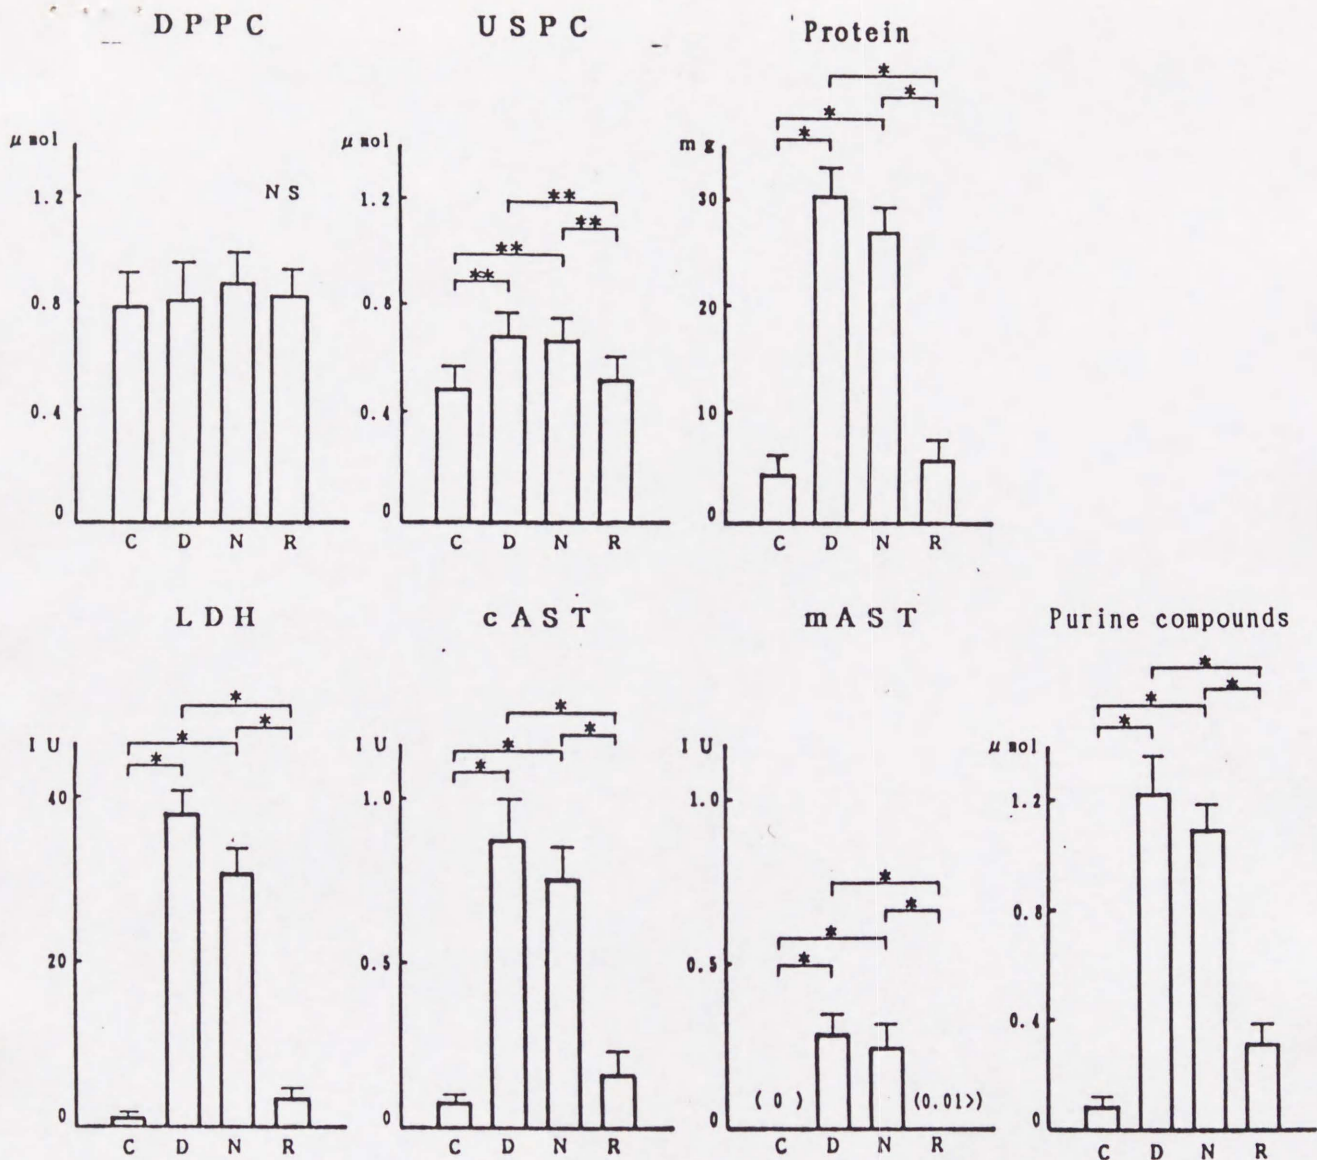 DPPC
μmol
1.2
NS
0.8
0.4
0
C D N R
USPC
μmol
1.2
**
**
**
**
0.8
0.4
0
C D N R
Protein
*
*
*
*
mg
30
20
10
0
C D N R
LDH
*
*
*
*
IU
40
20
0
C D N R
cAST
*
*
*
*
IU
1.0
0.5
0
C D N R
mAST
IU
1.0
*
*
*
*
0.5
(0)
(0.01>)
0
C D N R
Purine compounds
*
*
*
*
μmol
1.2
0.8
0.4
0
C D N R